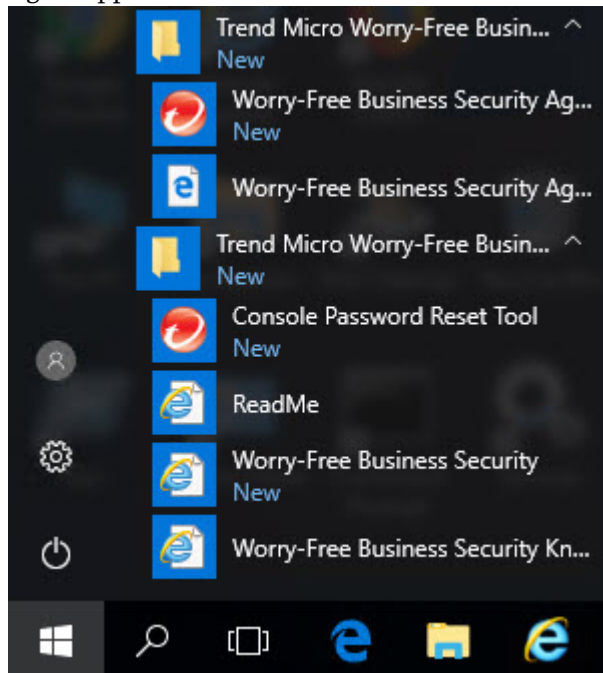 Trend Micro Worry-Free Busin...
New
Worry-Free Business Security Ag...
New
Worry-Free Business Security Ag...
Trend Micro Worry-Free Busin...
New
Console Password Reset Tool
New
ReadMe
Worry-Free Business Security
New
Worry-Free Business Security Kn...